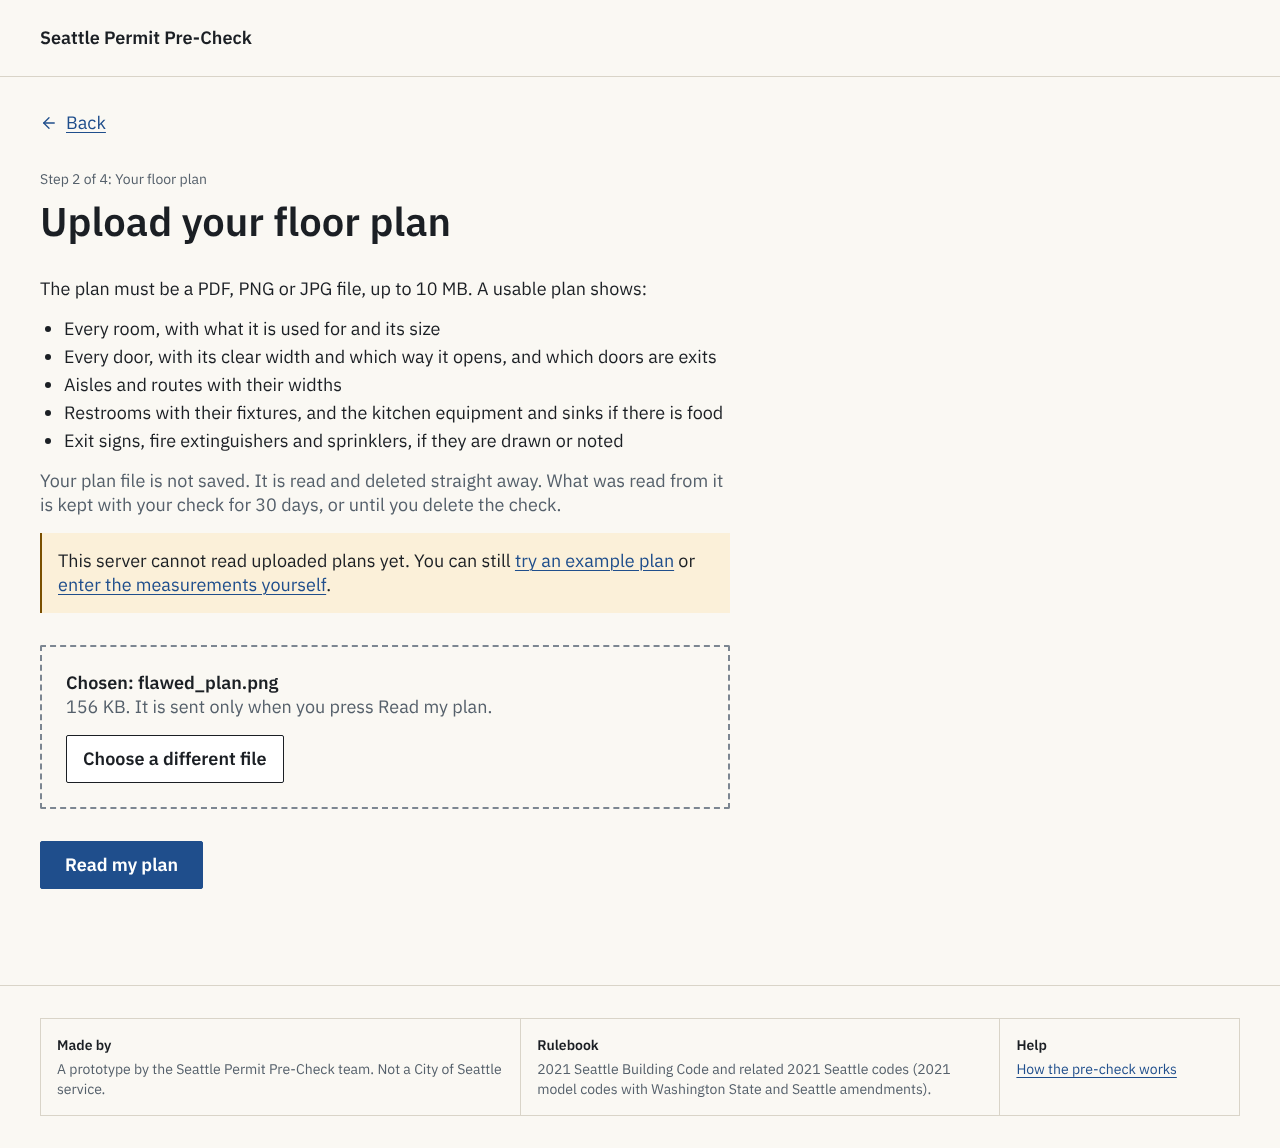 Seattle Permit Pre-Check
← Back
Step 2 of 4: Your floor plan
Upload your floor plan
The plan must be a PDF, PNG or JPG file, up to 10 MB. A usable plan shows:
• Every room, with what it is used for and its size
• Every door, with its clear width and which way it opens, and which doors are exits
• Aisles and routes with their widths
• Restrooms with their fixtures, and the kitchen equipment and sinks if there is food
• Exit signs, fire extinguishers and sprinklers, if they are drawn or noted
Your plan file is not saved. It is read and deleted straight away. What was read from it
is kept with your check for 30 days, or until you delete the check.
This server cannot read uploaded plans yet. You can still try an example plan or
enter the measurements yourself.
Chosen: flawed_plan.png
156 KB. It is sent only when you press Read my plan.
Choose a different file
Read my plan
Made by
A prototype by the Seattle Permit Pre-Check team. Not a City of Seattle
service.
Rulebook
2021 Seattle Building Code and related 2021 Seattle codes (2021
model codes with Washington State and Seattle amendments).
Help
How the pre-check works